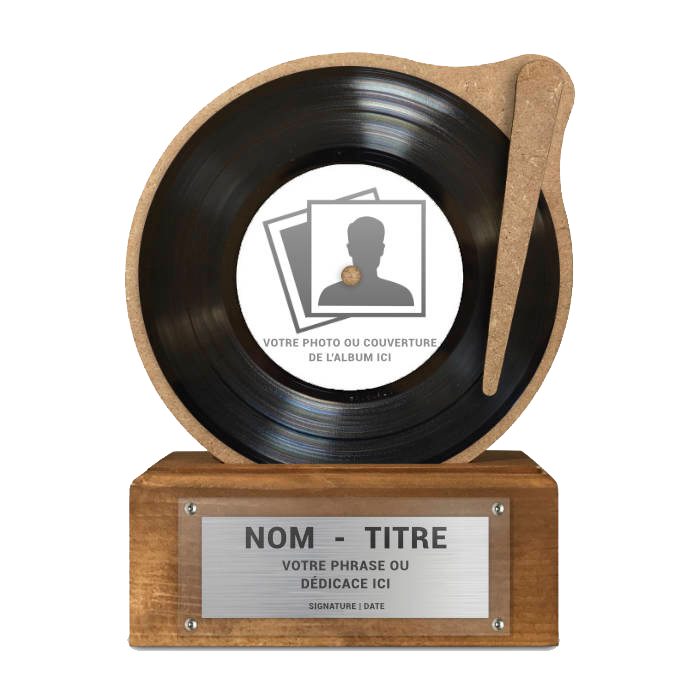 VOTRE PHOTO OU COUVERTURE
DE L'ALBUM ICI
NOM - TITRE
VOTRE PHRASE OU
DÉDICACE ICI
SIGNATURE | DATE